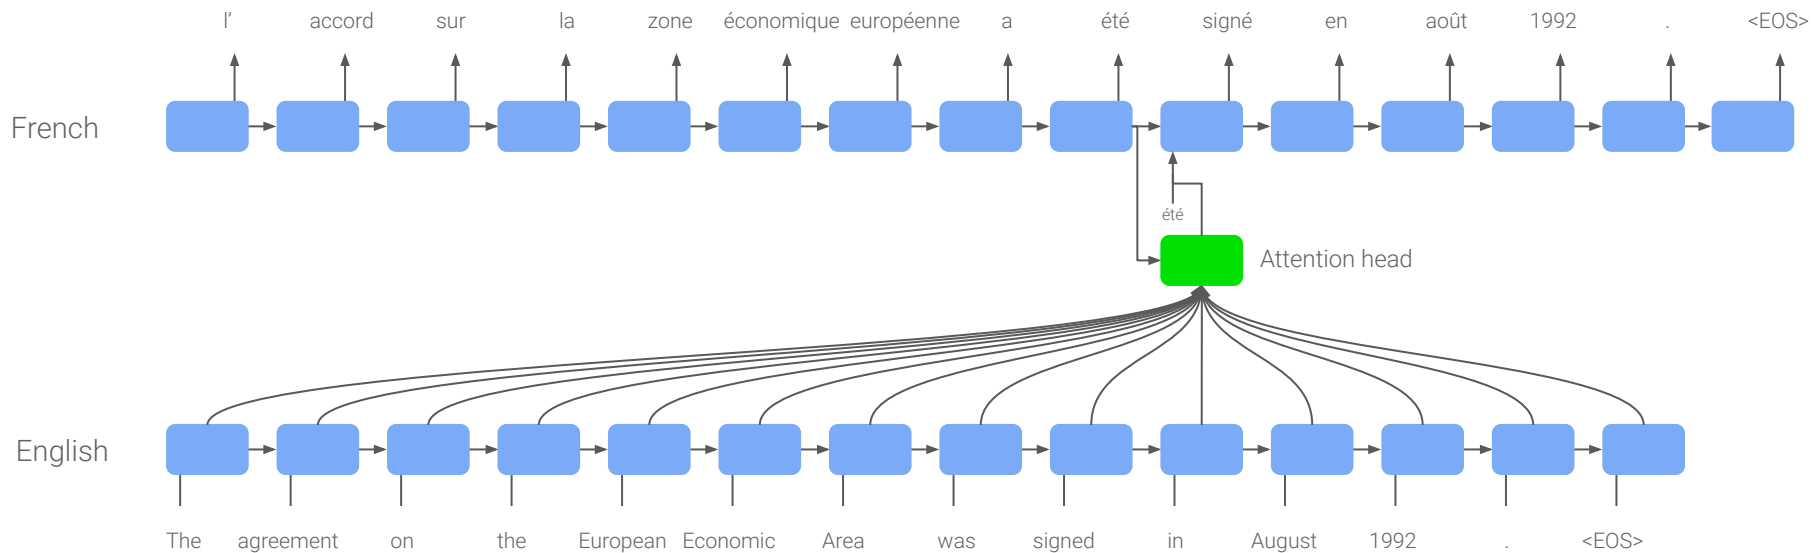 l’ accord sur la zone économique européenne a été signé en août 1992 . <EOS>
French
été
Attention head
English
The agreement on the European Economic Area was signed in August 1992 . <EOS>